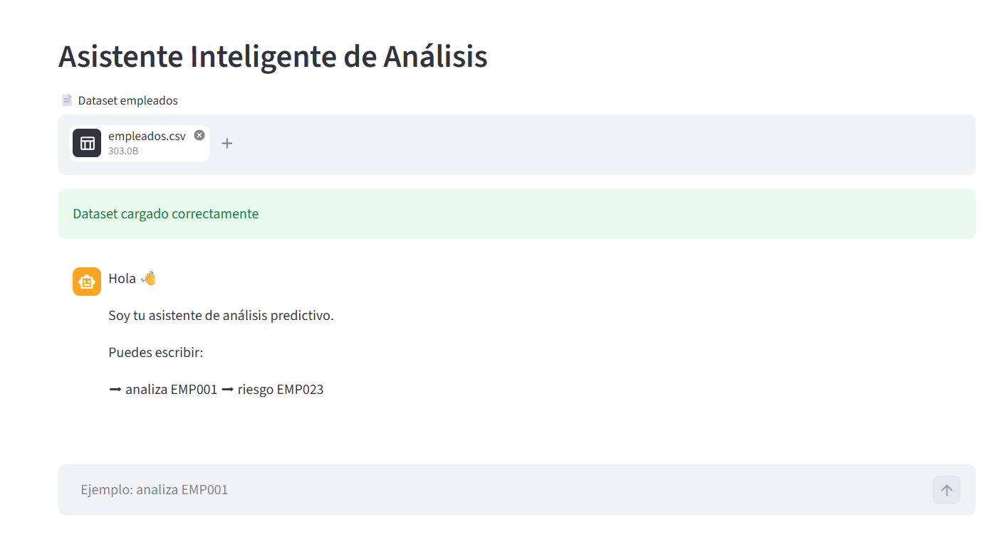 Asistente Inteligente de Análisis
Dataset empleados
empleados.csv
303.0B
Dataset cargado correctamente
Hola 👋
Soy tu asistente de análisis predictivo.
Puedes escribir:
➞ analiza EMP001 ➞ riesgo EMP023
Ejemplo: analiza EMP001